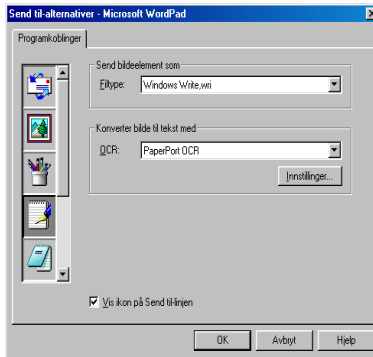 Send til-alternativer - Microsoft WordPad
Programkoblinger
Send bildeelement som
Filtype: Windows Write,wri
Konverter bilde til tekst med
OCR: PaperPort OCR
Innstillinger...
Vis ikon på Send til-linjen
OK Avbryt Hjelp